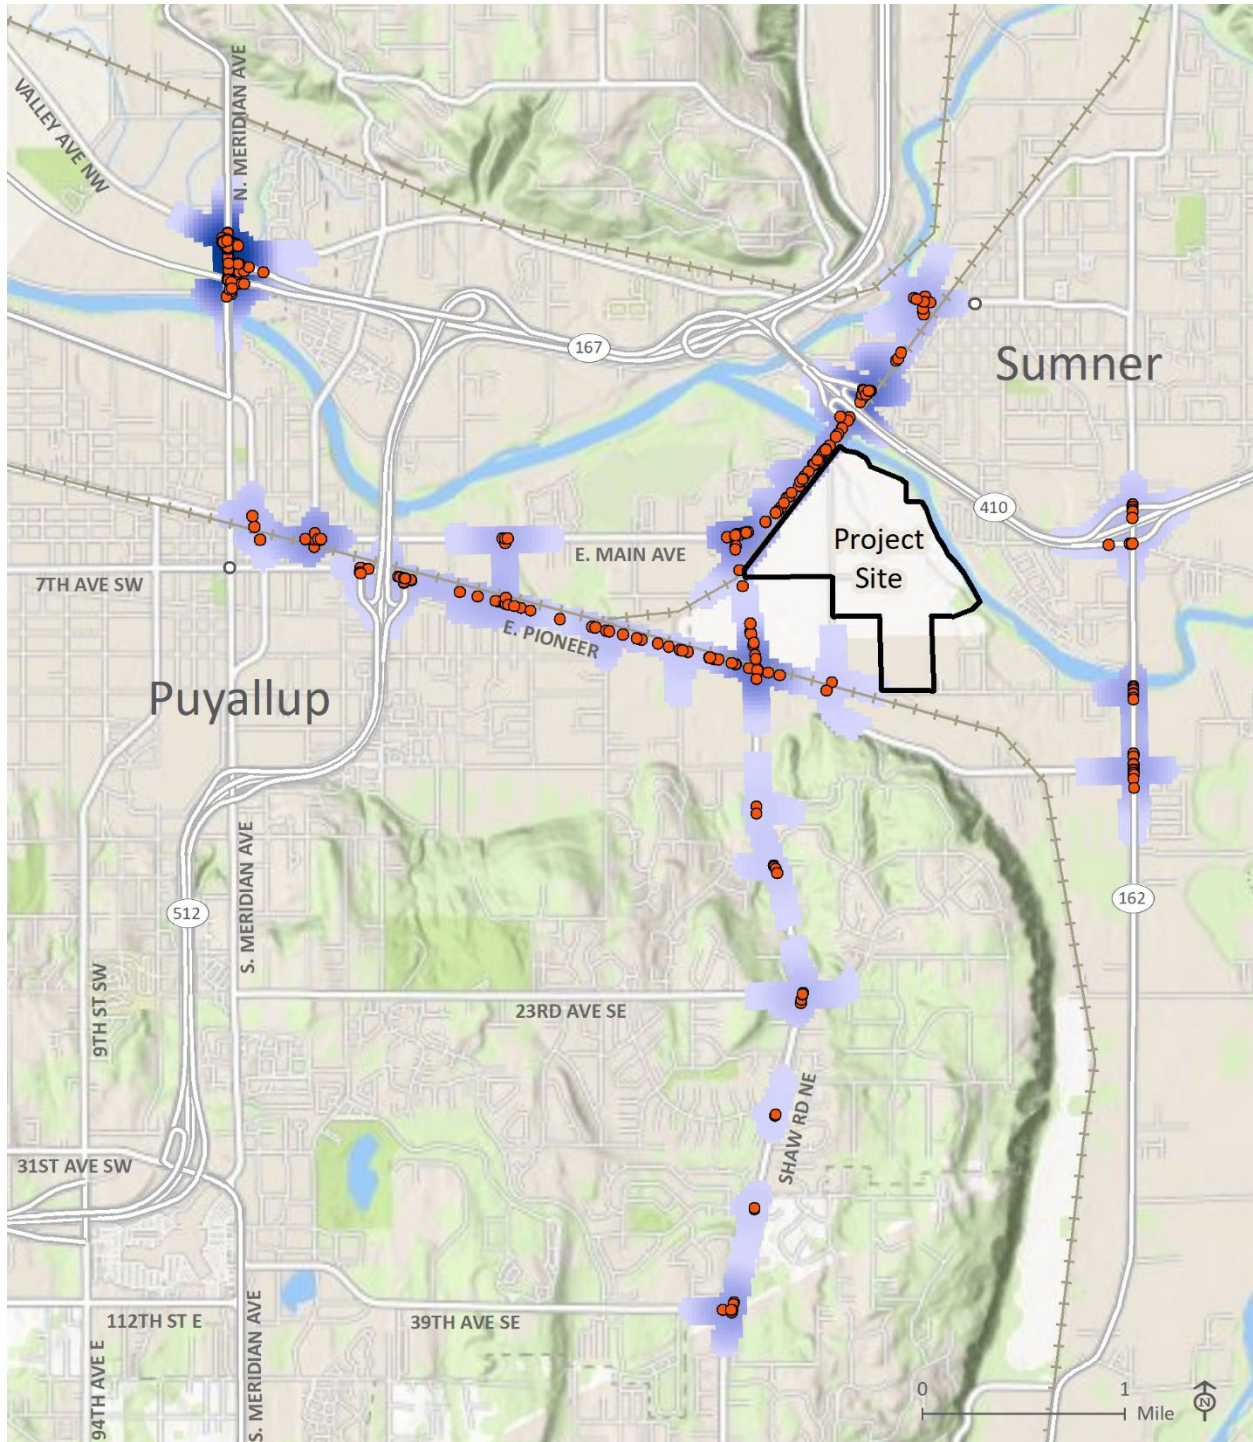 N. MERIDIAN AVE
VALLEY AVE NW
167
Sumner
410
Project
Site
E. MAIN AVE
7TH AVE SW
E. PIONEER
Puyallup
S. MERIDIAN AVE
512
162
9TH ST SW
23RD AVE SE
SHAW RD NE
31ST AVE SW
112TH ST E
39TH AVE SE
S. MERIDIAN AVE
94TH AVE E
0 1
Mile
N